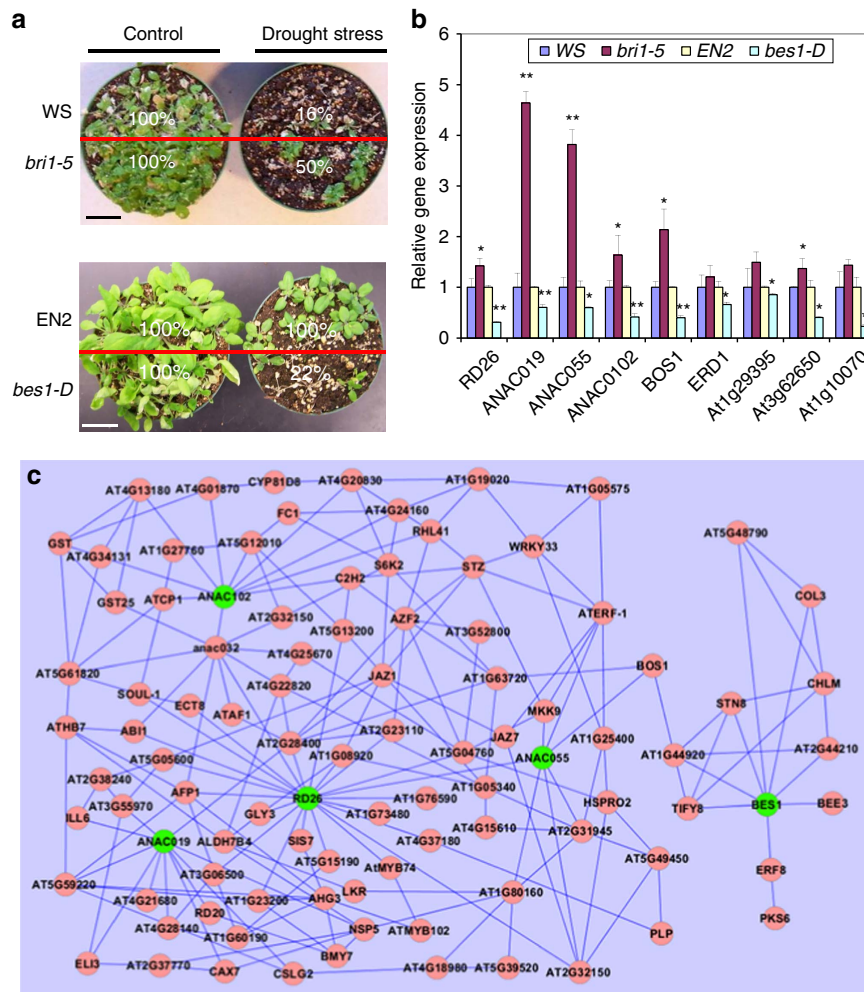 a
Control
Drought stress
WS
100%
16%
bri1-5
100%
50%
EN2
100%
100%
bes1-D
100%
22%
b
WS bri1-5 EN2 bes1-D
Relative gene expression
6
5
4
3
2
1
0
* ** ** ** * * ** * ** * * * *
RD26 ANAC019 ANAC055 ANAC0102 BOS1 ERD1 At1g29395 At3g62650 At1g10070
c
AT4G13180 AT4G01870 CYP81D8 AT4G20830 AT1G19020 AT1G05575
FC1 AT4G24160
GST AT4G34131 AT1G27760 AT5G12010 RHL41 WRKY33 AT5G48790
S6K2 STZ
C2H2
GST25 ATCP1 ANAC102 COL3
AT2G32150 AZF2 ATERF-1
AT5G13200 AT3G52800
anac032 AT4G25670
AT5G61820 JAZ1 AT1G63720 BOS1 CHLM
SOUL-1 ECT8 AT4G22820 STN8
ATAF1 MKK9
ATHB7 ABI1 AT2G28400 AT2G23110 JAZ7 AT1G25400
AT5G05600 AT1G08920 AT5G04760 ANAC055 AT1G44920 AT2G44210
AT2G38240 AFP1 RD26 AT1G76590 AT1G05340 HSPRO2
ILL6 AT3G55970 GLY3 AT1G73480 TIFY8 BES1 BEE3
ANAC019 ALDH7B4 SIS7 AT4G37180 AT4G15610 AT2G31945
AT5G15190 AT5G49450
AT3G06500 AtMYB74 ERF8
AT5G59220 LKR AT1G80160
AT4G21680 AT1G23200 AHG3
RD20 PKS6
AT4G28140 AT1G60190 NSP5 ATMYB102 PLP
BMY7
ELI3 AT2G37770 CAX7 CSLG2 AT4G18980 AT5G39520 AT2G32150